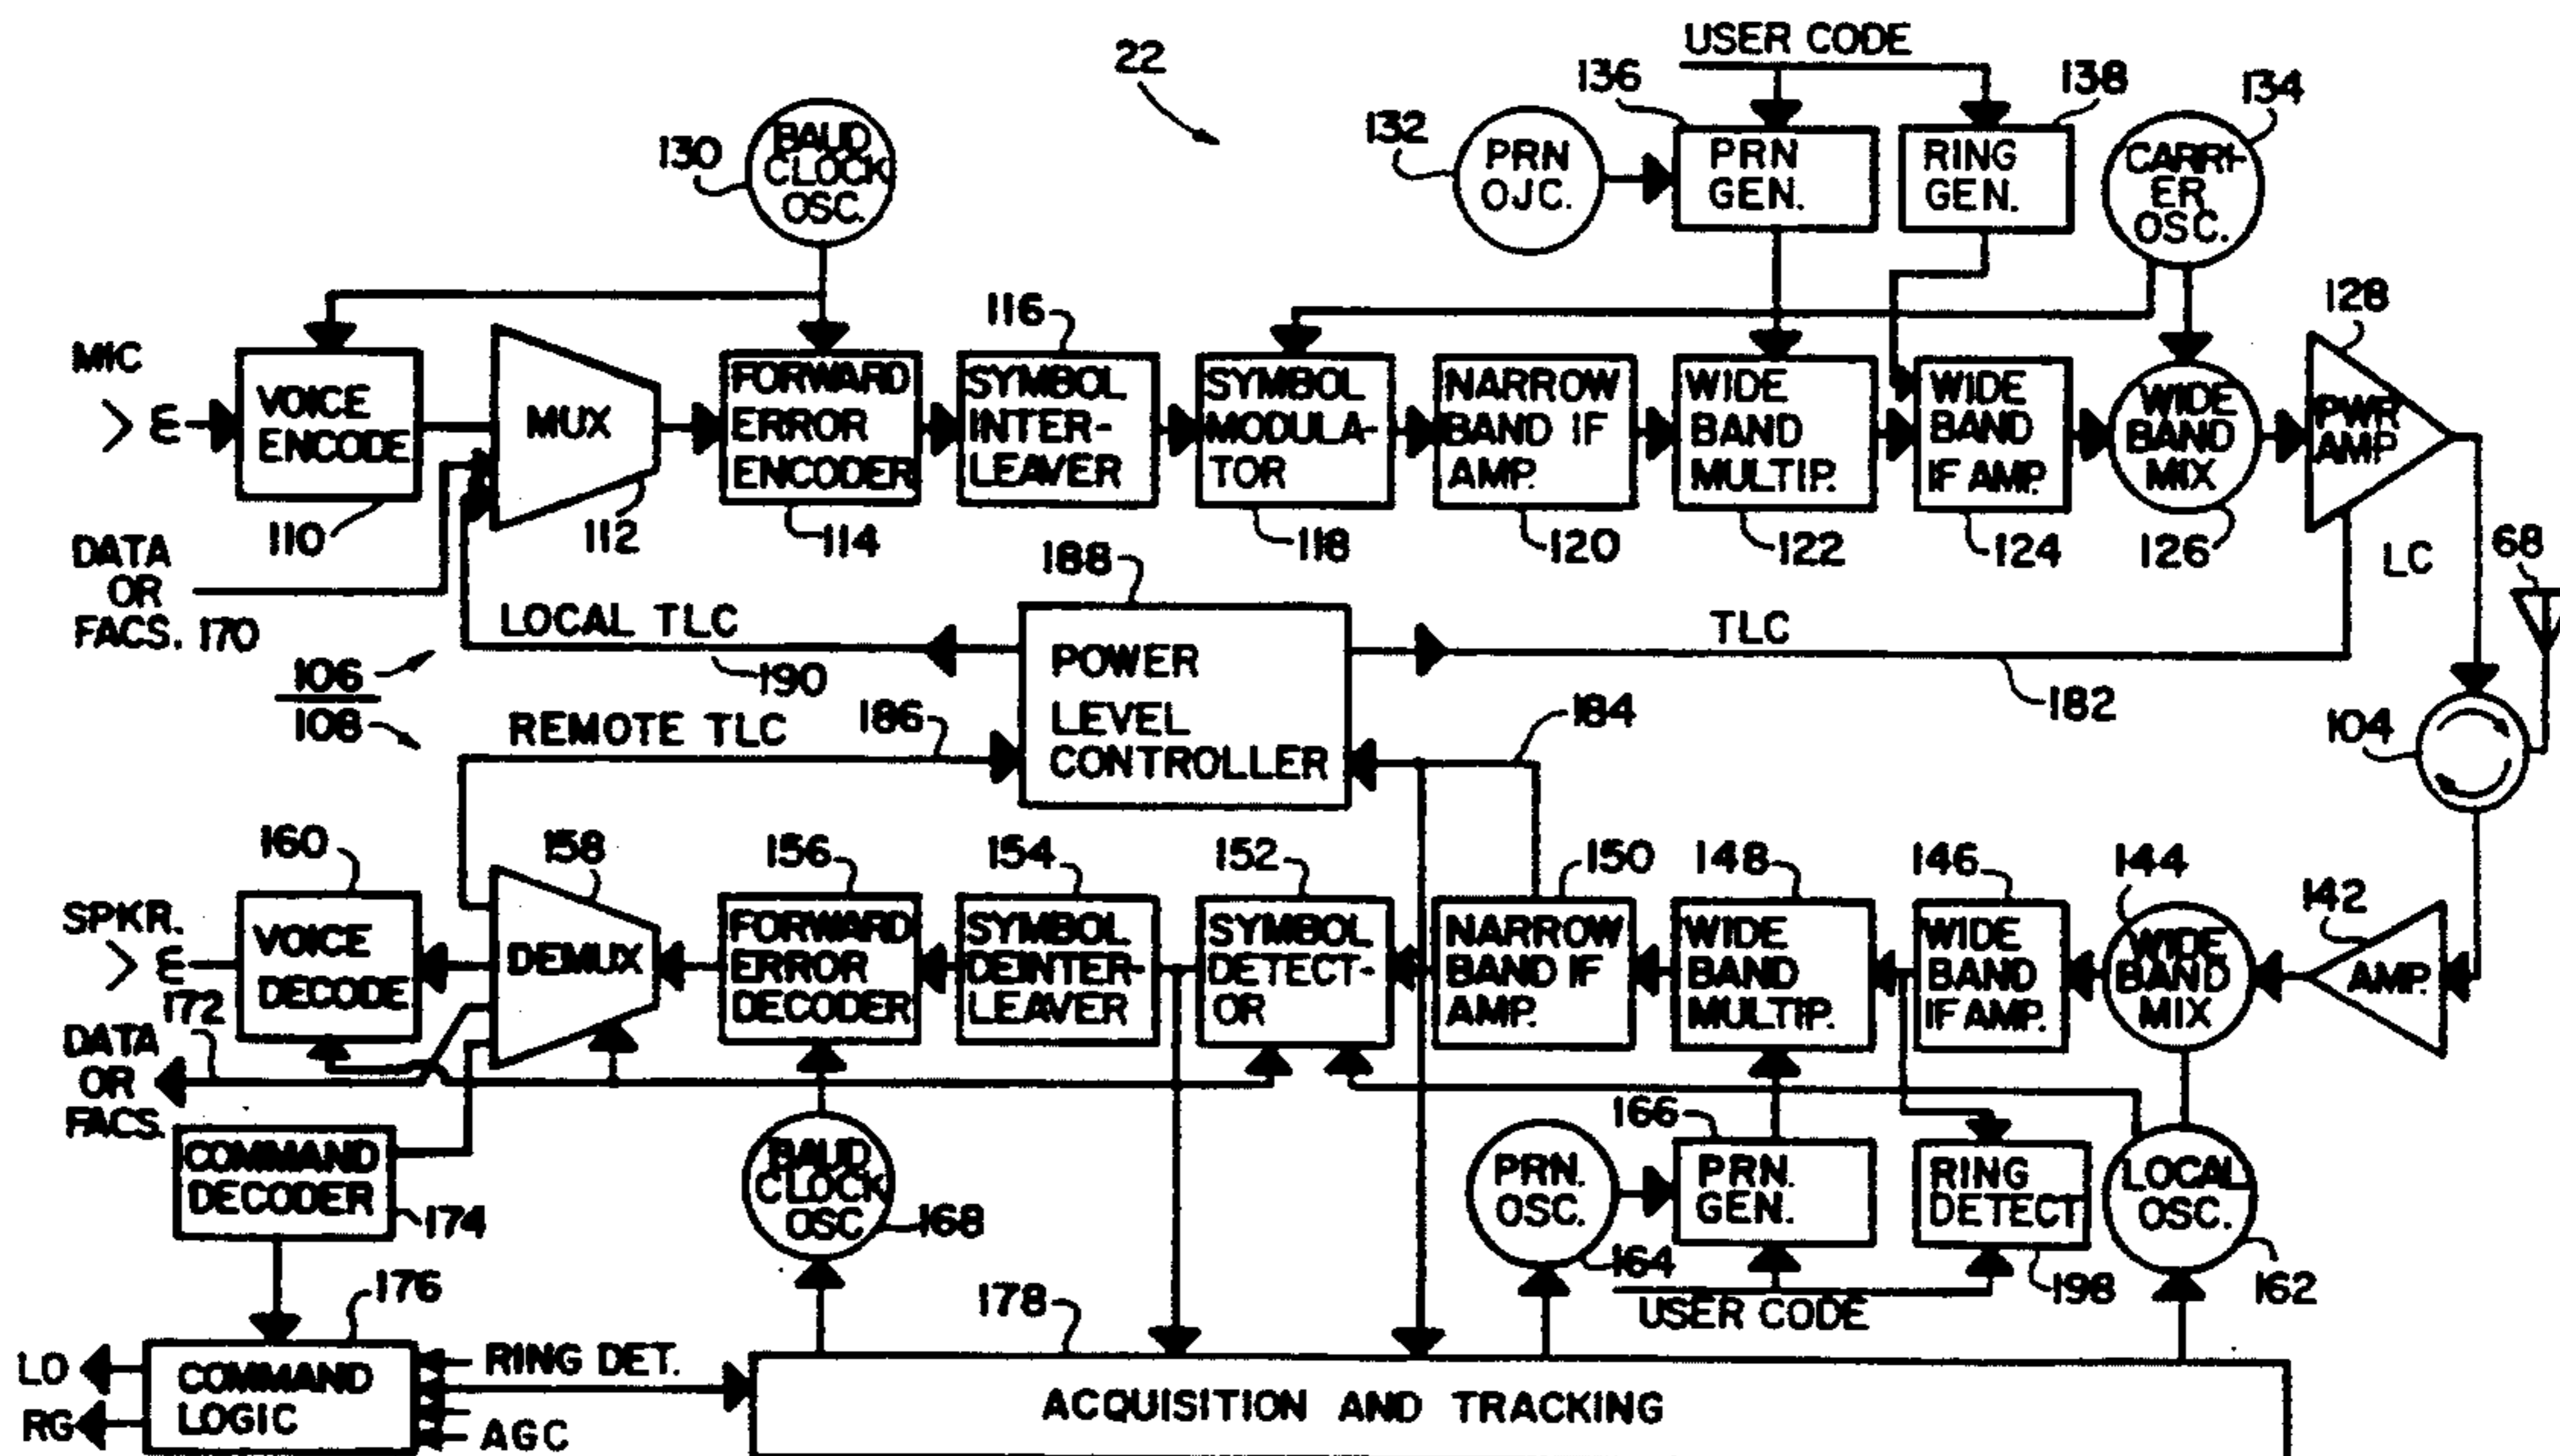 USER CODE
22
136
138
134
132
130
BAUD
CLOCK
OSC.
PRN
OJC.
PRN
GEN.
RING
GEN.
CARRI-
ER
OSC.
128
116
MIC
VOICE
ENCODE
MUX
FORWARD
ERROR
ENCODER
SYMBOL
INTER-
LEAVER
SYMBOL
MODULA-
TOR
NARROW
BAND IF
AMP.
WIDE
BAND
MULTIP.
WIDE
BAND
IF AMP.
WIDE
BAND
MIX
PWR
AMP
110
112
114
118
120
122
124
126
LC
68
DATA
OR
FACS. 170
188
LOCAL TLC
190
POWER
LEVEL
CONTROLLER
TLC
182
106
108
REMOTE TLC
186
184
104
160
158
156
154
152
150
148
146
144
142
SPKR.
VOICE
DECODE
DEMUX
FORWARD
ERROR
DECODER
SYMBOL
DEINTER-
LEAVER
SYMBOL
DETECT-
OR
NARROW
BAND IF
AMP.
WIDE
BAND
MULTIP.
WIDE
BAND
IF AMP.
WIDE
BAND
MIX
AMP.
172
DATA
OR
FACS.
COMMAND
DECODER
174
BAUD
CLOCK
OSC
168
PRN.
OSC.
164
166
PRN.
GEN.
RING
DETECT
198
LOCAL
OSC.
162
USER CODE
176
178
LO
RG
COMMAND
LOGIC
RING DET.
AGC
ACQUISITION AND TRACKING